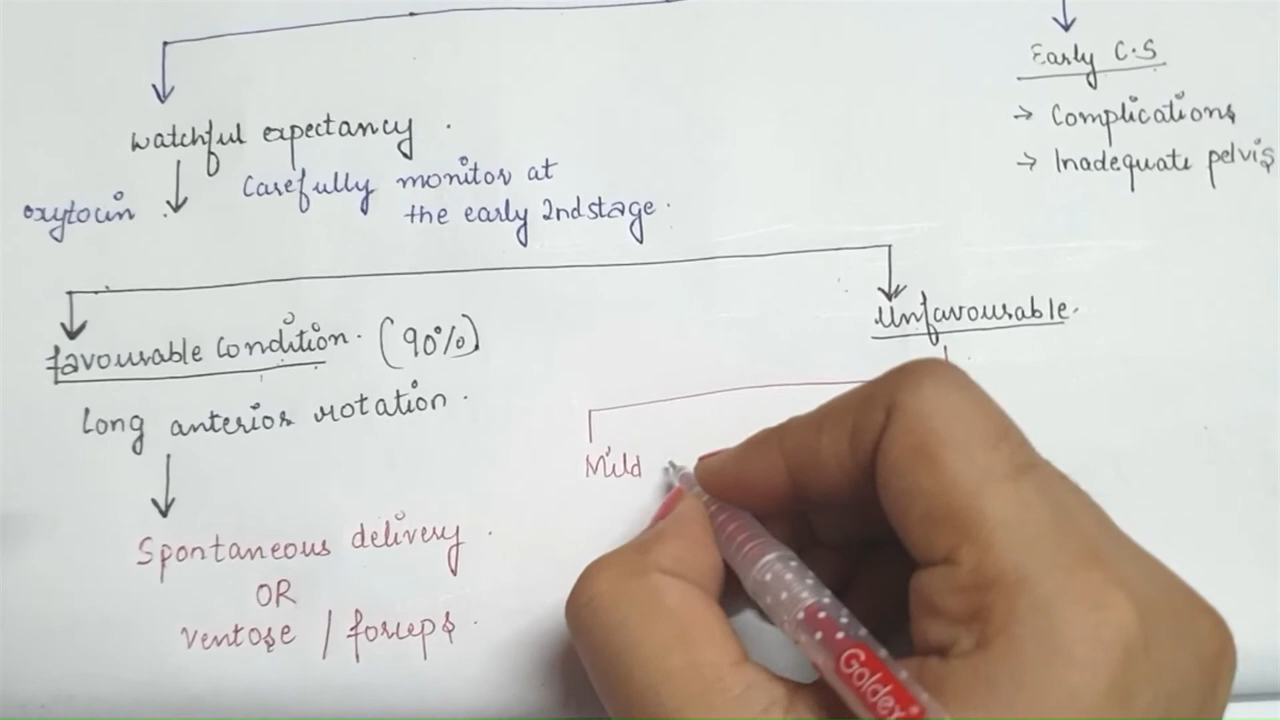 Early C.S
→ Complications
→ Inadequate pelvis
Watchful expectancy.
oxytocin
Carefully monitor at
the early 2nd stage.
favourable condition. (90%)
Unfavourable.
Long anterior rotation.
Mild
Spontaneous delivery.
OR
Ventose / forceps.
Goldex